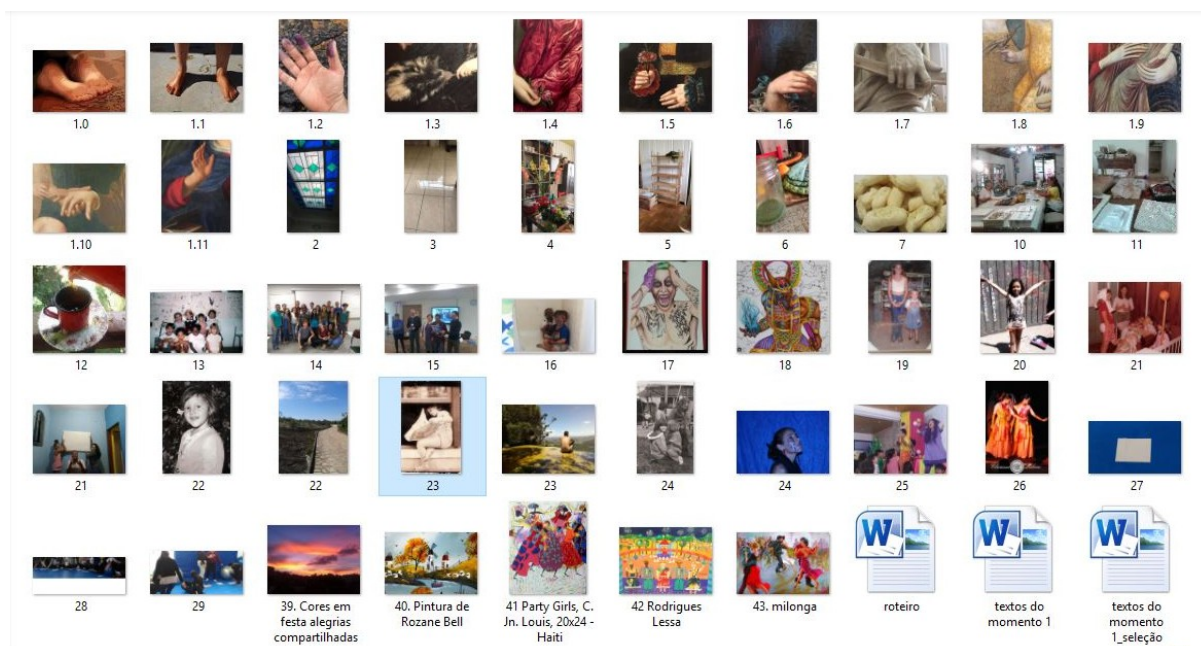 1.0 1.1 1.2 1.3 1.4 1.5 1.6 1.7 1.8 1.9
1.10 1.11 2 3 4 5 6 7 10 11
12 13 14 15 16 17 18 19 20 21
21 22 22 23 23 24 24 25 26 27
28 29 39. Cores em 40. Pintura de 41 Party Girls, C. 42 Rodrigues 43. milonga roteiro textos do textos do
festa alegrias Rozane Bell Jn. Louis, 20x24 - Lessa momento 1 momento
compartilhadas Haiti 1_seleção